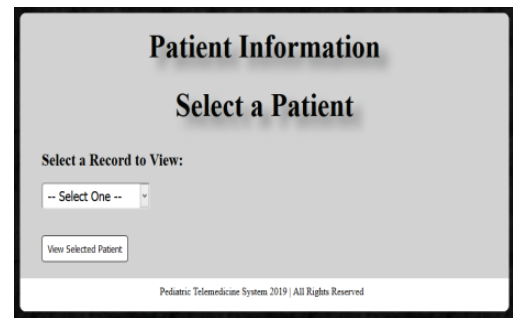 Patient Information
Select a Patient
Select a Record to View:
-- Select One --
View Selected Patient
Pediatric Telemedicine System 2019 | All Rights Reserved